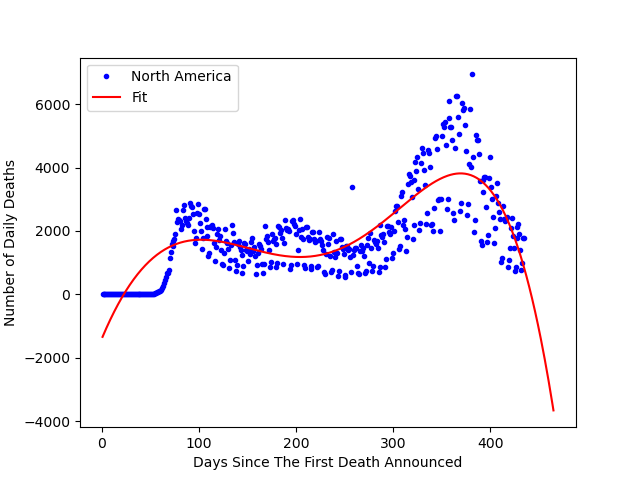 North America
Fit
6000
4000
2000
0
−2000
−4000
Number of Daily Deaths
0
100
200
300
400
Days Since The First Death Announced